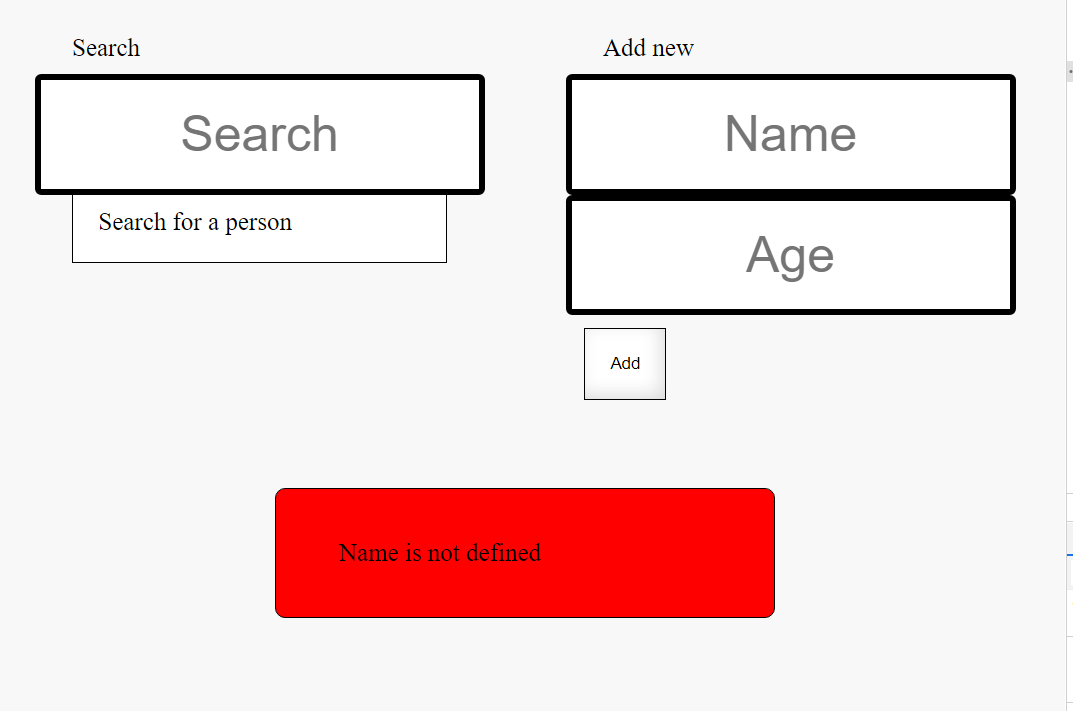 Search
Search
Search for a person
Add new
Name
Age
Add
Name is not defined